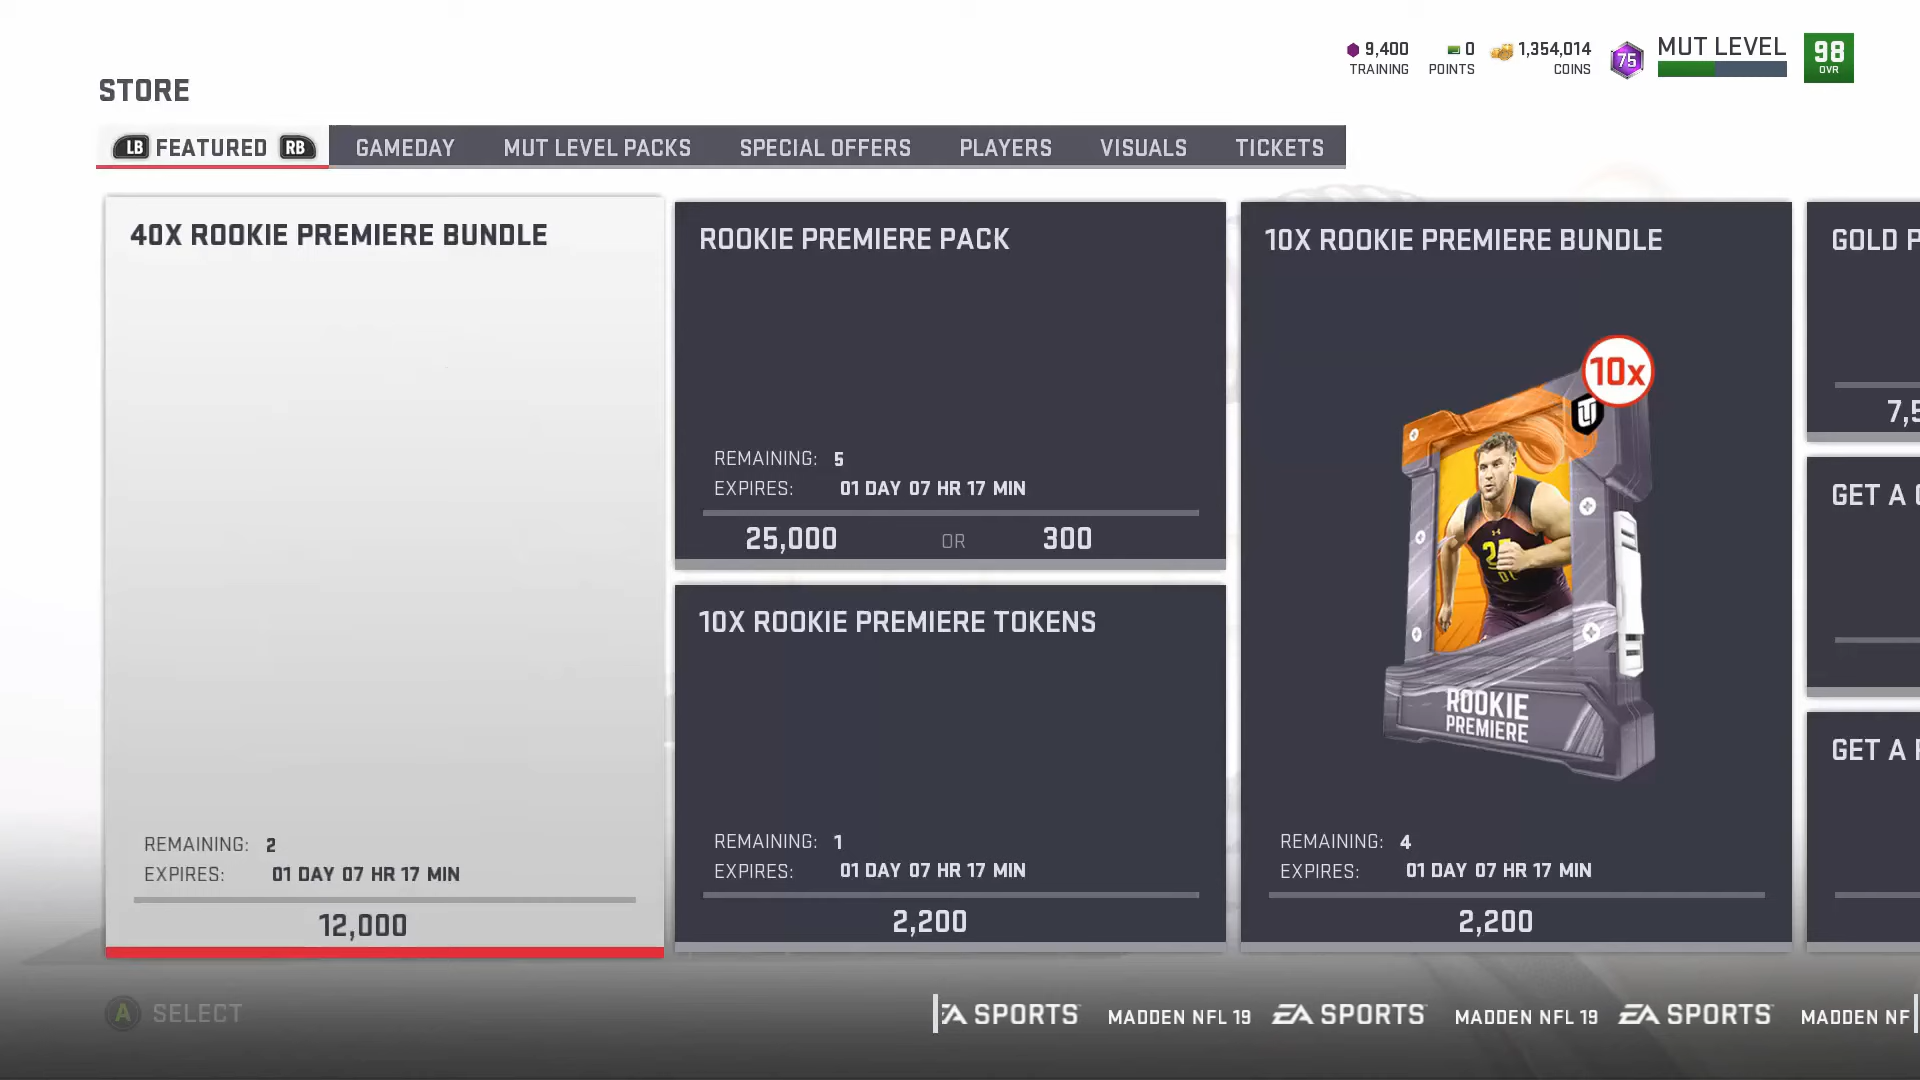 9,400
TRAINING
0
POINTS
1,354,014
COINS
75
MUT LEVEL
98
OVR
STORE
LB FEATURED RB
GAMEDAY
MUT LEVEL PACKS
SPECIAL OFFERS
PLAYERS
VISUALS
TICKETS
40X ROOKIE PREMIERE BUNDLE
REMAINING: 2
EXPIRES: 01 DAY 07 HR 17 MIN
12,000
ROOKIE PREMIERE PACK
REMAINING: 5
EXPIRES: 01 DAY 07 HR 17 MIN
25,000 OR 300
10X ROOKIE PREMIERE TOKENS
REMAINING: 1
EXPIRES: 01 DAY 07 HR 17 MIN
2,200
10X ROOKIE PREMIERE BUNDLE
10x
ROOKIE
PREMIERE
REMAINING: 4
EXPIRES: 01 DAY 07 HR 17 MIN
2,200
GOLD
GET A
GET A
A SELECT
EA SPORTS MADDEN NFL 19 EA SPORTS MADDEN NFL 19 EA SPORTS MADDEN NF